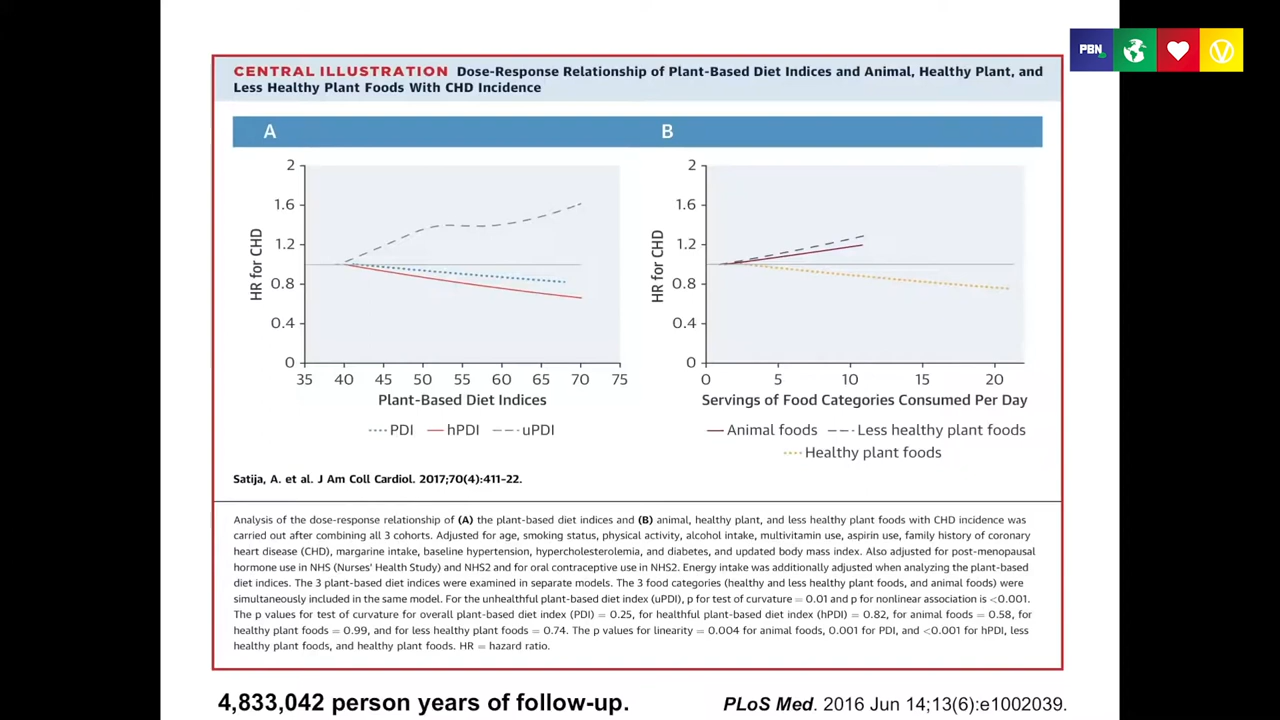 PBN
V
CENTRAL ILLUSTRATION Dose-Response Relationship of Plant-Based Diet Indices and Animal, Healthy Plant, and
Less Healthy Plant Foods With CHD Incidence
A
B
2
1.6
1.2
0.8
0.4
0
HR for CHD
35 40 45 50 55 60 65 70 75
Plant-Based Diet Indices
PDI hPDI uPDI
2
1.6
1.2
0.8
0.4
0
HR for CHD
0 5 10 15 20
Servings of Food Categories Consumed Per Day
Animal foods Less healthy plant foods
Healthy plant foods
Satija, A. et al. J Am Coll Cardiol. 2017;70(4):411–22.
Analysis of the dose-response relationship of (A) the plant-based diet indices and (B) animal, healthy plant, and less healthy plant foods with CHD incidence was
carried out after combining all 3 cohorts. Adjusted for age, smoking status, physical activity, alcohol intake, multivitamin use, aspirin use, family history of coronary
heart disease (CHD), margarine intake, baseline hypertension, hypercholesterolemia, and diabetes, and updated body mass index. Also adjusted for post-menopausal
hormone use in NHS (Nurses' Health Study) and NHS2 and for oral contraceptive use in NHS2. Energy intake was additionally adjusted when analyzing the plant-based
diet indices. The 3 plant-based diet indices were examined in separate models. The 3 food categories (healthy and less healthy plant foods, and animal foods) were
simultaneously included in the same model. For the unhealthful plant-based diet index (uPDI), p for test of curvature = 0.01 and p for nonlinear association is <0.001.
The p values for test of curvature for overall plant-based diet index (PDI) = 0.25, for healthful plant-based diet index (hPDI) = 0.82, for animal foods = 0.58, for
healthy plant foods = 0.99, and for less healthy plant foods = 0.74. The p values for linearity = 0.004 for animal foods, 0.001 for PDI, and <0.001 for hPDI, less
healthy plant foods, and healthy plant foods. HR = hazard ratio.
4,833,042 person years of follow-up.
PLoS Med. 2016 Jun 14;13(6):e1002039.